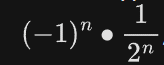 (−1)ⁿ • 1/2ⁿ